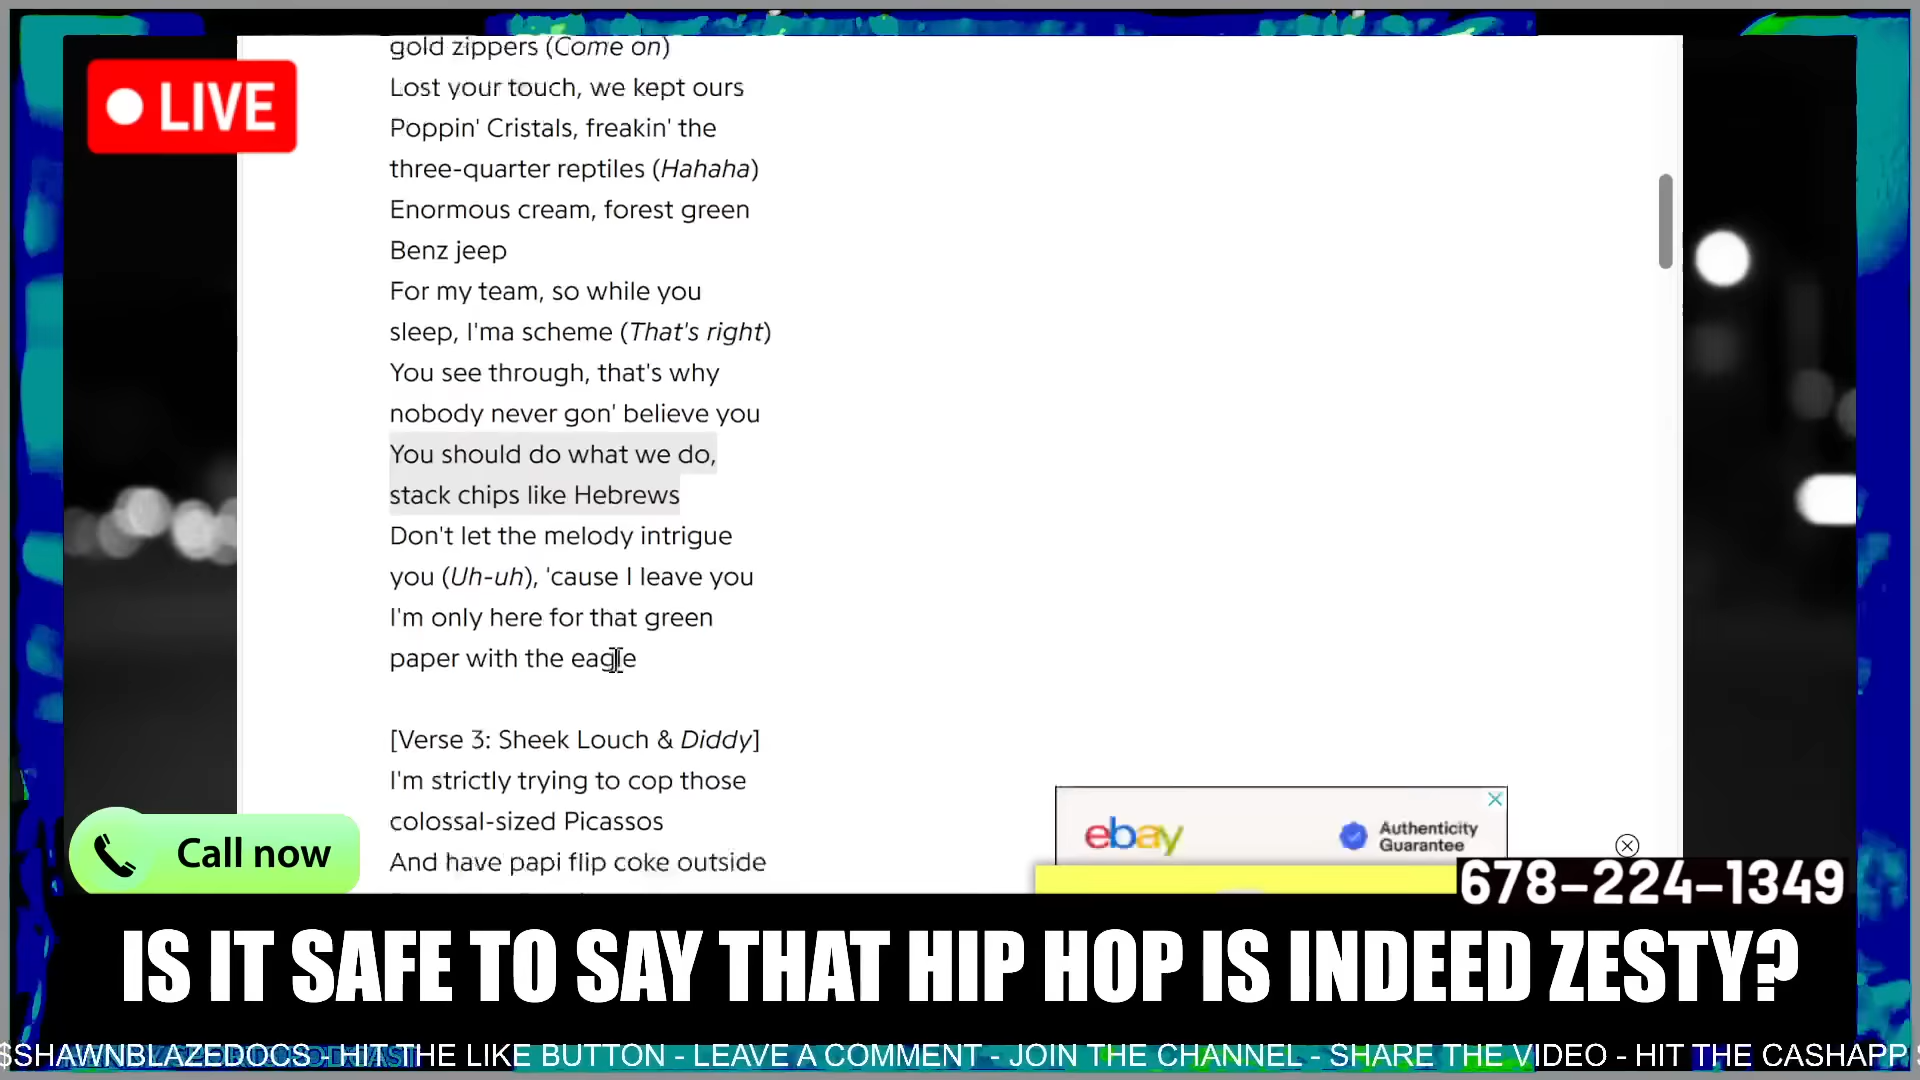 gold zippers (Come on)
LIVE
Lost your touch, we kept ours
Poppin' Cristals, freakin' the
three-quarter reptiles (Hahaha)
Enormous cream, forest green
Benz jeep
For my team, so while you
sleep, I'ma scheme (That's right)
You see through, that's why
nobody never gon' believe you
You should do what we do,
stack chips like Hebrews
Don't let the melody intrigue
you (Uh-uh), 'cause I leave you
I'm only here for that green
paper with the eagle
[Verse 3: Sheek Louch & Diddy]
I'm strictly trying to cop those
colossal-sized Picassos
And have papi flip coke outside
ebay
Authenticity
Guarantee
Call now
678-224-1349
IS IT SAFE TO SAY THAT HIP HOP IS INDEED ZESTY?
$SHAWNBLAZEDOCS - HIT THE LIKE BUTTON - LEAVE A COMMENT - JOIN THE CHANNEL - SHARE THE VIDEO - HIT THE CASHAPP $